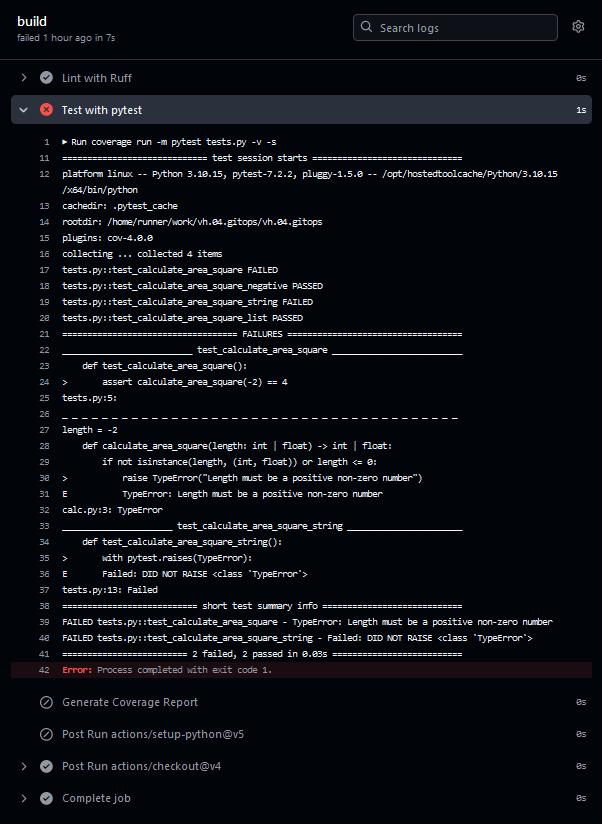 build
failed 1 hour ago in 7s
Search logs
Lint with Ruff 0s
Test with pytest 1s
1 Run coverage run -m pytest tests.py -v -s
11 ============================= test session starts ==============================
12 platform linux -- Python 3.10.15, pytest-7.2.2, pluggy-1.5.0 -- /opt/hostedtoolcache/Python/3.10.15
/x64/bin/python
13 cachedir: .pytest_cache
14 rootdir: /home/runner/work/vh.04.gitops/vh.04.gitops
15 plugins: cov-4.0.0
16 collecting ... collected 4 items
17 tests.py::test_calculate_area_square FAILED
18 tests.py::test_calculate_area_square_negative PASSED
19 tests.py::test_calculate_area_square_string FAILED
20 tests.py::test_calculate_area_square_list PASSED
21 =================================== FAILURES ===================================
22 __________________________ test_calculate_area_square __________________________
23 def test_calculate_area_square():
24 > assert calculate_area_square(-2) == 4
25 tests.py:5:
26 _ _ _ _ _ _ _ _ _ _ _ _ _ _ _ _ _ _ _ _ _ _ _ _ _ _ _ _ _ _ _ _ _ _ _ _ _ _ _ _
27 length = -2
28 def calculate_area_square(length: int | float) -> int | float:
29 if not isinstance(length, (int, float)) or length <= 0:
30 > raise TypeError("Length must be a positive non-zero number")
31 E TypeError: Length must be a positive non-zero number
32 calc.py:3: TypeError
33 ______________________ test_calculate_area_square_string _______________________
34 def test_calculate_area_square_string():
35 > with pytest.raises(TypeError):
36 E Failed: DID NOT RAISE <class 'TypeError'>
37 tests.py:13: Failed
38 =========================== short test summary info ============================
39 FAILED tests.py::test_calculate_area_square - TypeError: Length must be a positive non-zero number
40 FAILED tests.py::test_calculate_area_square_string - Failed: DID NOT RAISE <class 'TypeError'>
41 ========================= 2 failed, 2 passed in 0.03s ==========================
42 Error: Process completed with exit code 1.
Generate Coverage Report 0s
Post Run actions/setup-python@v5 0s
Post Run actions/checkout@v4 0s
Complete job 0s